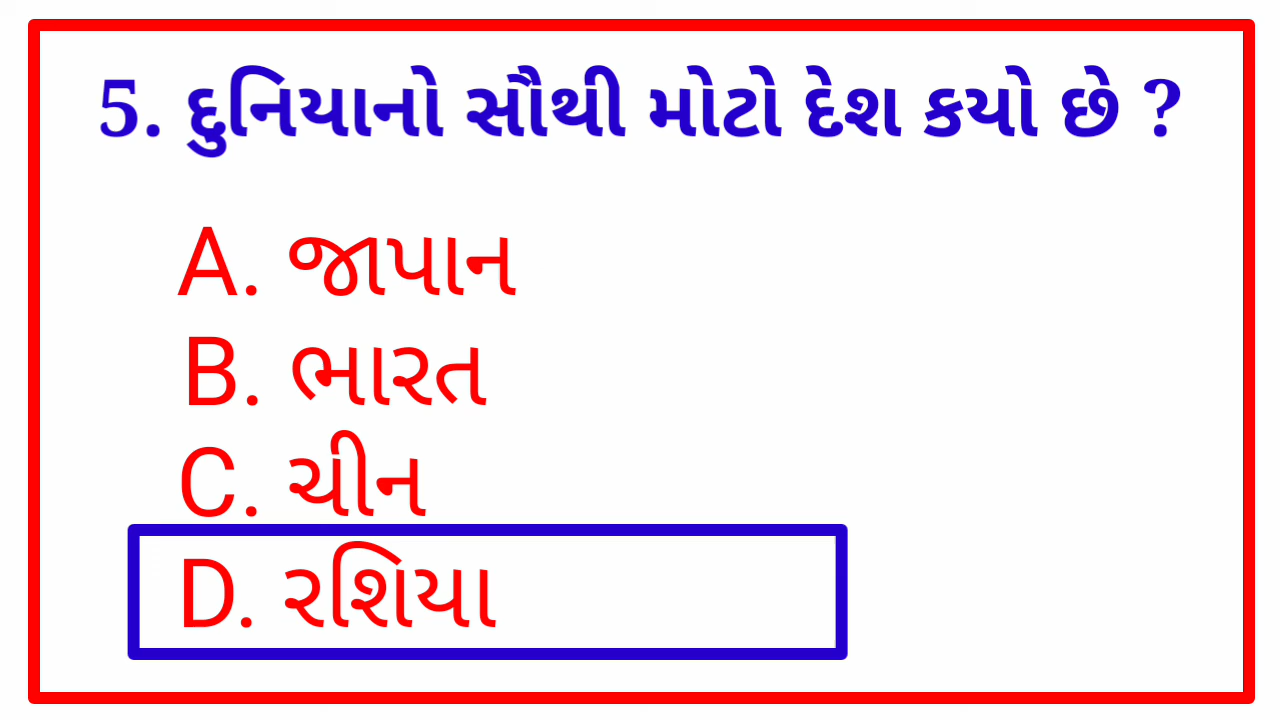 5. દુનિયાનો સૌથી મોટો દેશ કયો છે ?
A. જાપાન
B. ભારત
C. ચીન
D. રશિયા